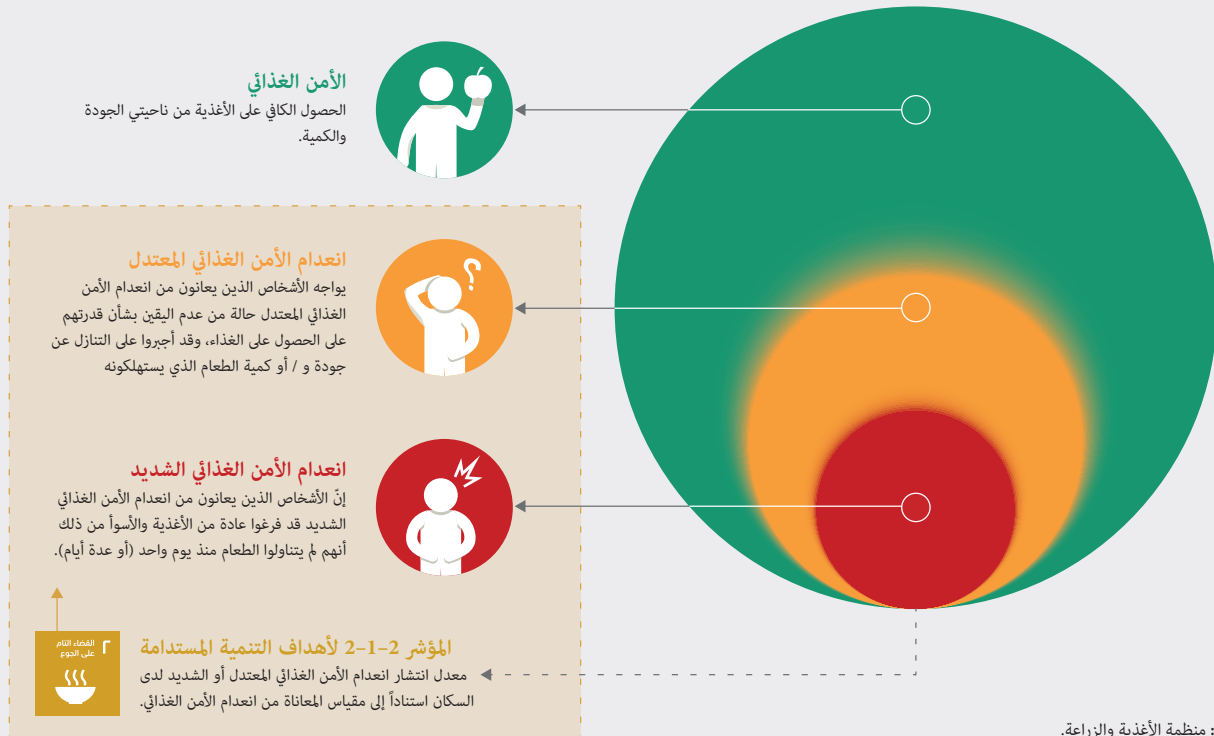 الأمن الغذائي
الحصول الكافي على الأغذية من ناحيتي الجودة
والكمية.
انعدام الأمن الغذائي المعتدل
يواجه الأشخاص الذين يعانون من انعدام الأمن
الغذائي المعتدل حالة من عدم اليقين بشأن قدرتهم
على الحصول على الغذاء، وقد أجبروا على التنازل عن
جودة و / أو كمية الطعام الذي يستهلكونه
انعدام الأمن الغذائي الشديد
إنّ الأشخاص الذين يعانون من انعدام الأمن الغذائي
الشديد قد فرغوا عادة من الأغذية والأسوأ من ذلك
أنهم لم يتناولوا الطعام منذ يوم واحد (أو عدة أيام).
المؤشر 2-1-2 لأهداف التنمية المستدامة
معدل انتشار انعدام الأمن الغذائي المعتدل أو الشديد لدى
السكان استناداً إلى مقياس المعاناة من انعدام الأمن الغذائي.
٢ القضاء التام
على الجوع
: منظمة الأغذية والزراعة.